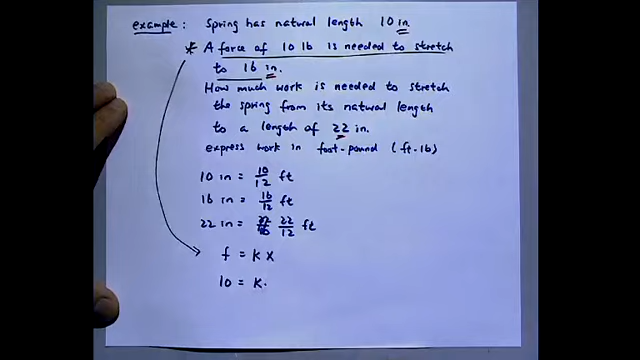 example: Spring has natural length 10 in
* A force of 10 lb is needed to stretch
to 16 in.
How much work is needed to stretch
the spring from its natural length
to a length of 22 in.
express work in foot-pound (ft-lb)
10 in = 10/12 ft
16 in = 16/12 ft
22 in = 22/12 ft
f = k x
10 = k.